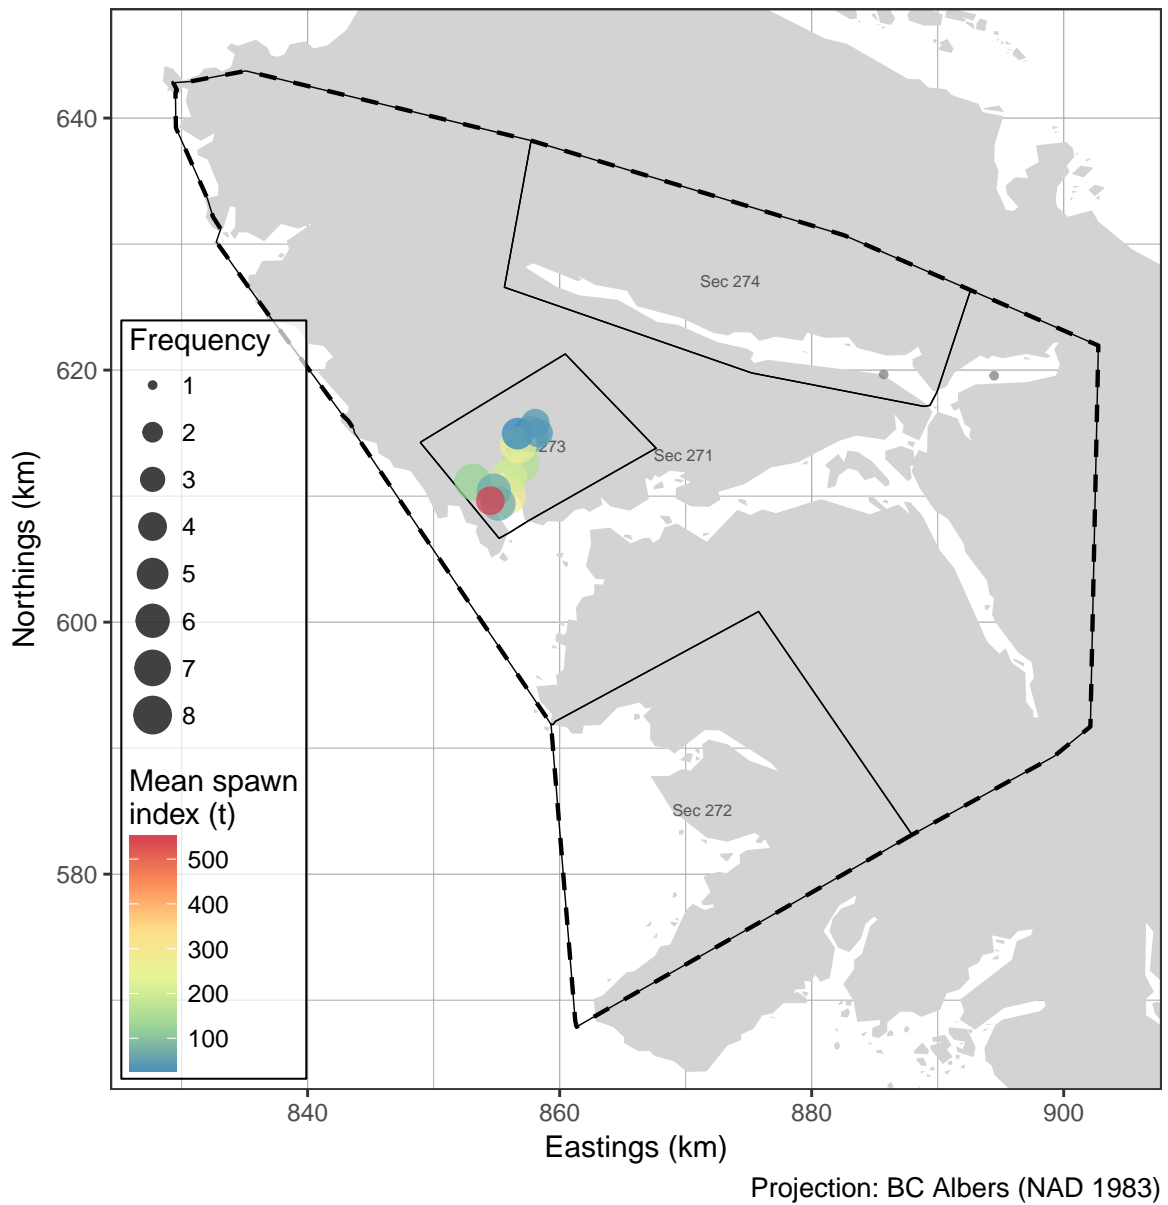 640
620
600
580
Northings (km)
Sec 274
273
Sec 271
Sec 272
Frequency
1
2
3
4
5
6
7
8
Mean spawn
index (t)
500
400
300
200
100
840
860
880
900
Eastings (km)
Projection: BC Albers (NAD 1983)